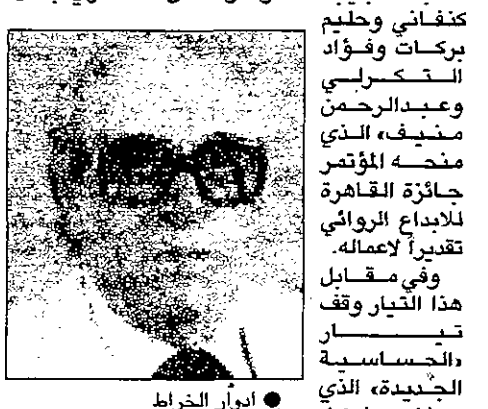 كنفاني وحليم
بركات وفؤاد
التكرلي
وعبدالرحمن
منيف، الذي
منحه المؤتمر
جائزة القاهرة
للابداع الروائي
تقديراً لاعماله.
وفي مقابل
هذا التيار وقف
تيار
«الحساسية
الجديدة، الذي
● ادوار الخراط